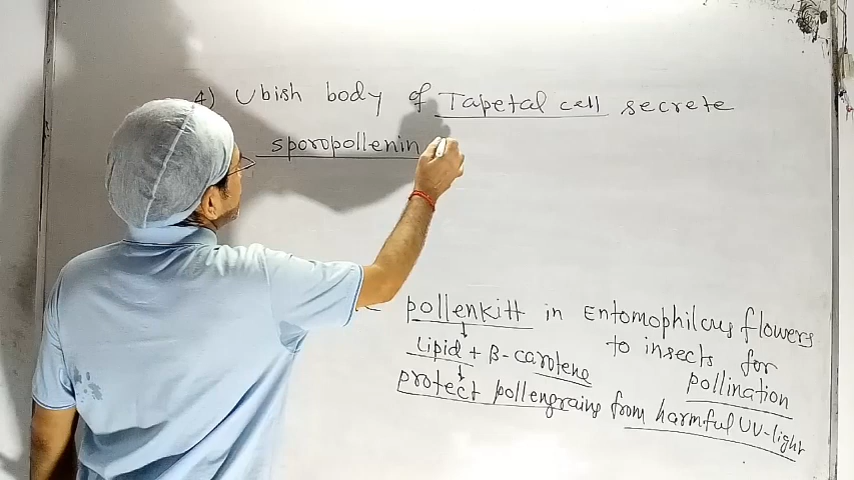 4) Ubish body of Tapetal cell secrete
sporopollenin
pollenkitt in Entomophilous flowers
to insects for
pollination
↓
Lipid + β-carotene
↓
protect pollengrains from harmful UV-light